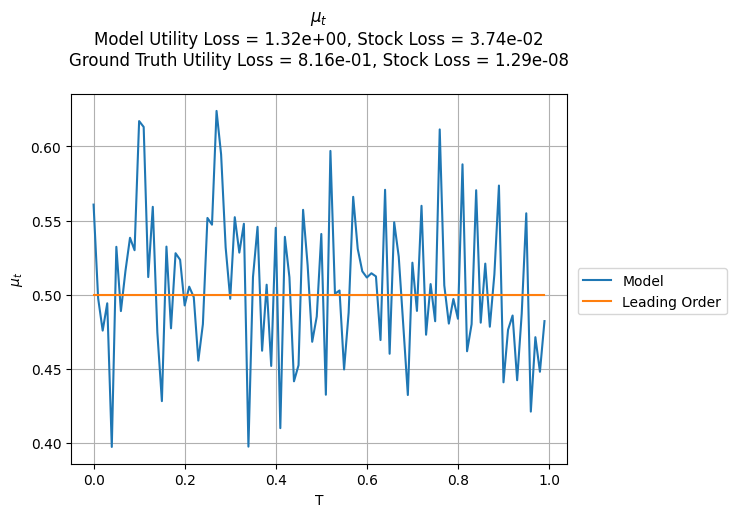 μ_t
Model Utility Loss = 1.32e+00, Stock Loss = 3.74e-02
Ground Truth Utility Loss = 8.16e-01, Stock Loss = 1.29e-08
0.60
0.55
0.50
0.45
0.40
μ_t
0.0
0.2
0.4
0.6
0.8
1.0
T
Model
Leading Order